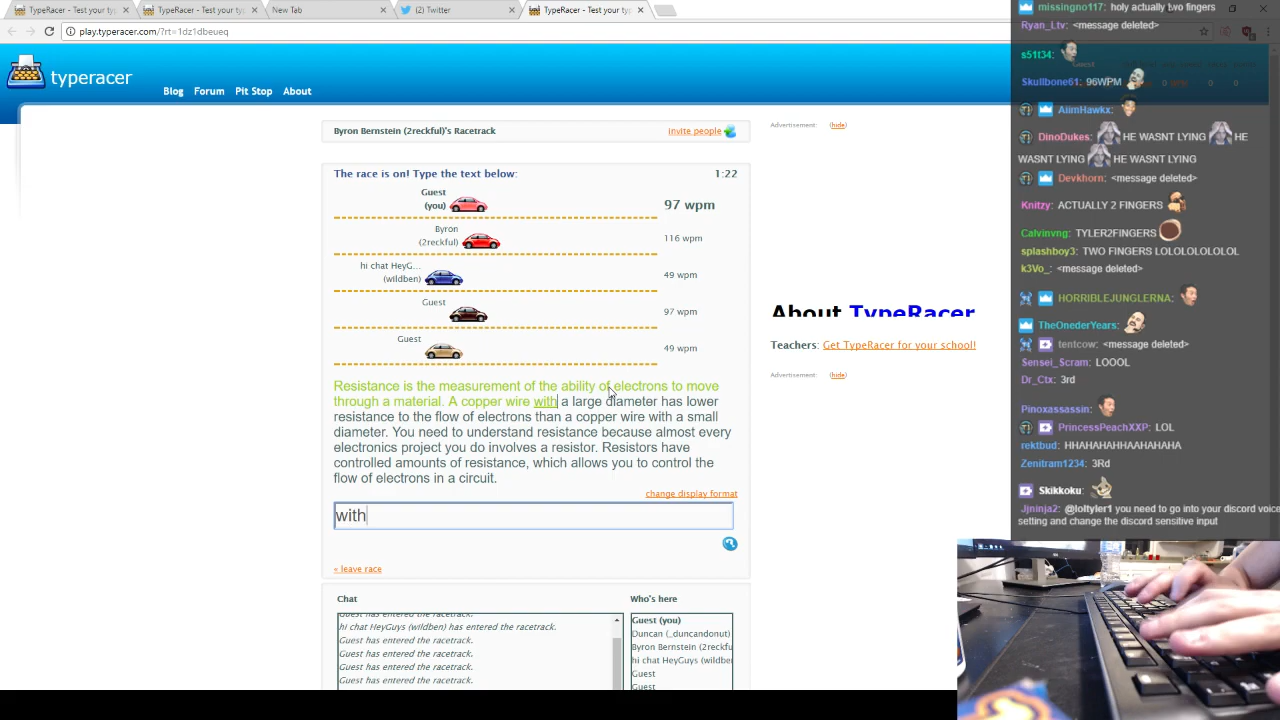 TypeRacer - Test your ty
TypeRacer - Test your ty
New Tab
(2) Twitter
TypeRacer - Test your ty
play.typeracer.com/?rt=1dz1dbeueq
typeracer
Blog Forum Pit Stop About
Byron Bernstein (2reckful)'s Racetrack
invite people
The race is on! Type the text below:
1:22
Guest
(you)
97 wpm
Byron
(2reckful)
116 wpm
hi chat HeyG...
(wildben)
49 wpm
Guest
97 wpm
Guest
49 wpm
Resistance is the measurement of the ability of electrons to move
through a material. A copper wire with a large diameter has lower
resistance to the flow of electrons than a copper wire with a small
diameter. You need to understand resistance because almost every
electronics project you do involves a resistor. Resistors have
controlled amounts of resistance, which allows you to control the
flow of electrons in a circuit.
change display format
with
« leave race
Chat
Guest has entered the racetrack.
hi chat HeyGuys (wildben) has entered the racetrack.
Guest has entered the racetrack.
Guest has entered the racetrack.
Guest has entered the racetrack.
Guest has entered the racetrack.
Who's here
Guest (you)
Duncan (_duncandonut)
Byron Bernstein (2reckfu
hi chat HeyGuys (wildbe
Guest
Guest
Advertisement: (hide)
About TypeRacer
Teachers: Get TypeRacer for your school!
Advertisement: (hide)
missingno117: holy actually two fingers
Ryan_Ltv: <message deleted>
s51t34:
Guest
Skullbone61: 96WPM
AiimHawkx:
DinoDukes: HE WASNT LYING HE
WASNT LYING HE WASNT LYING
Devkhorn: <message deleted>
Knitzy: ACTUALLY 2 FINGERS
Calvinvng: TYLER2FINGERS
splashboy3: TWO FINGERS LOLOLOLOLOL
k3Vo_: <message deleted>
HORRIBLEJUNGLERNA:
TheOnederYears:
tentcow: <message deleted>
Sensei_Scram: LOOOL
Dr_Ctx: 3rd
Pinoxassassin:
PrincessPeachXXP: LOL
rektbud: HHAHAHAHHAAHAHAHA
Zenitram1234: 3Rd
Skikkoku:
Jjninja2: @loltyler1 you need to go into your discord voice
setting and change the discord sensitive input